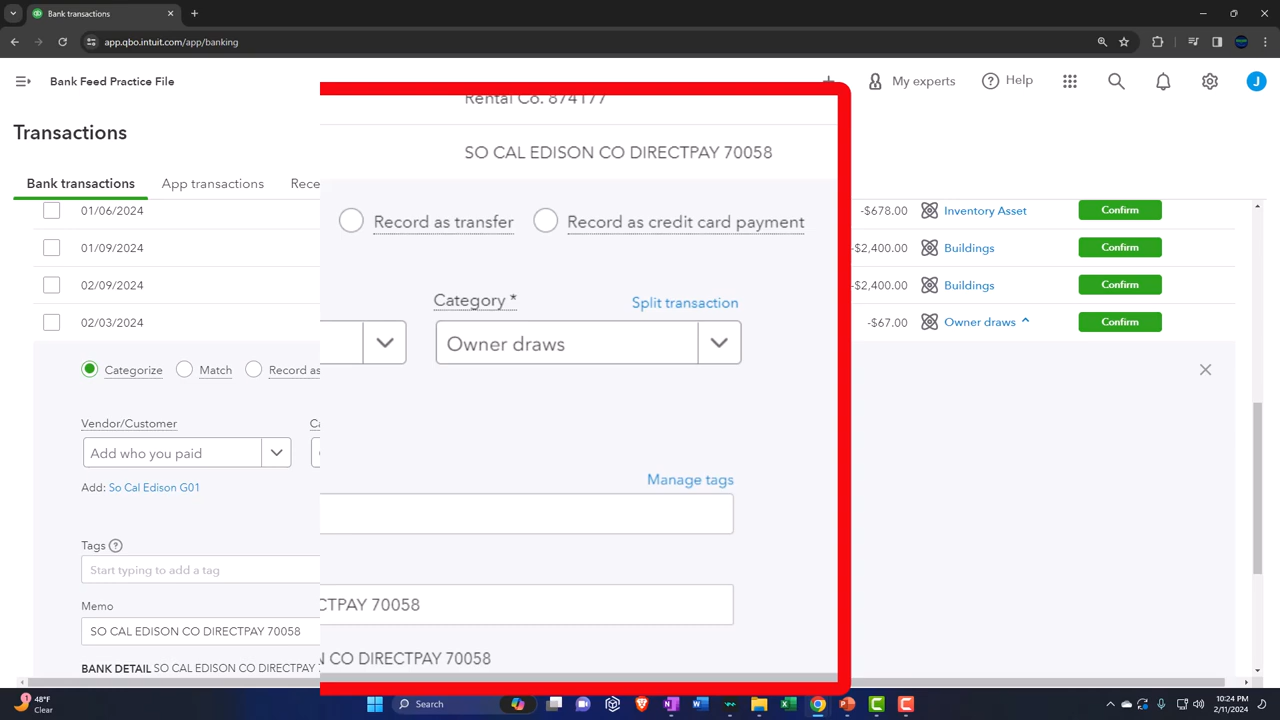 Bank transactions
app.qbo.intuit.com/app/banking
Bank Feed Practice File
My experts
Help
J
Transactions
Bank transactions
App transactions
Rece
01/06/2024
-$678.00
Inventory Asset
Confirm
01/09/2024
-$2,400.00
Buildings
Confirm
02/09/2024
-$2,400.00
Buildings
Confirm
02/03/2024
-$67.00
Owner draws
Confirm
Categorize
Match
Record as
Vendor/Customer
Ca
Add who you paid
Add: So Cal Edison G01
Tags
Start typing to add a tag
Memo
SO CAL EDISON CO DIRECTPAY 70058
BANK DETAIL SO CAL EDISON CO DIRECTPAY
Rental Co. 874177
SO CAL EDISON CO DIRECTPAY 70058
Record as transfer
Record as credit card payment
Category *
Split transaction
Owner draws
Manage tags
CTPAY 70058
N CO DIRECTPAY 70058
48°F
Clear
Search
10:24 AM
2/11/2024